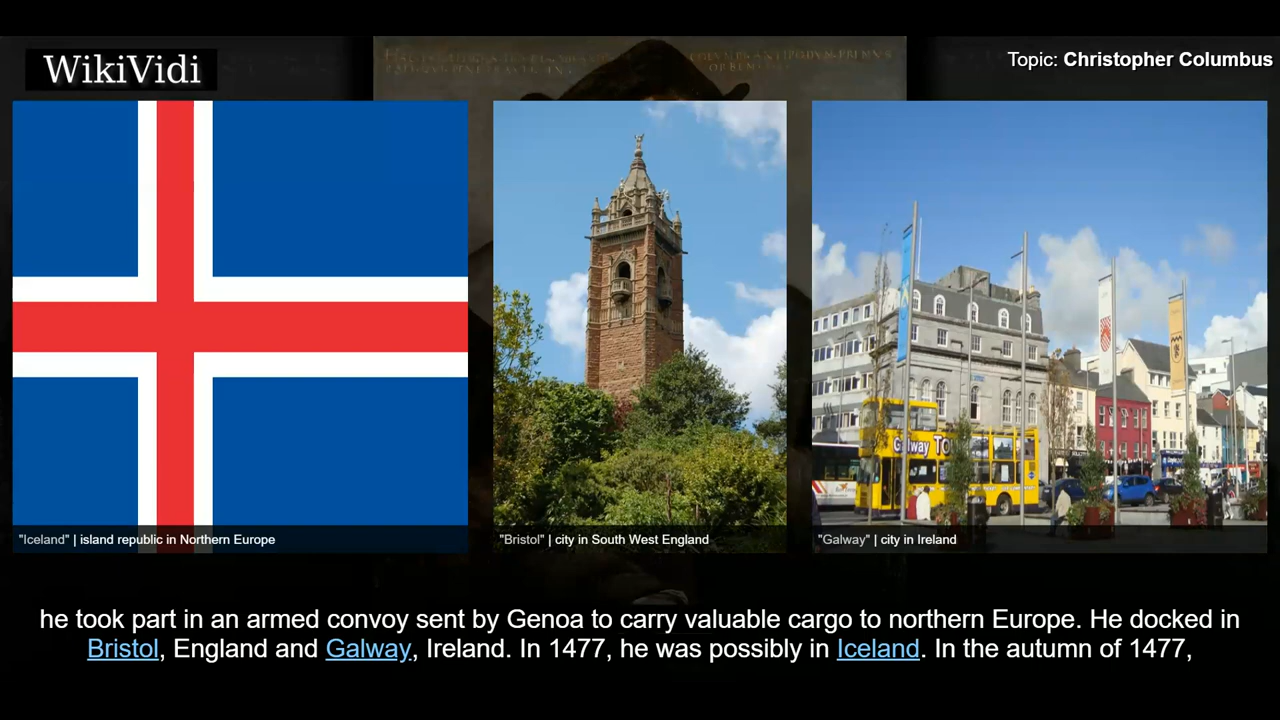 WikiVidi
Topic: Christopher Columbus
Galway To
"Iceland" | island republic in Northern Europe
"Bristol" | city in South West England
"Galway" | city in Ireland
he took part in an armed convoy sent by Genoa to carry valuable cargo to northern Europe. He docked in
Bristol, England and Galway, Ireland. In 1477, he was possibly in Iceland. In the autumn of 1477,